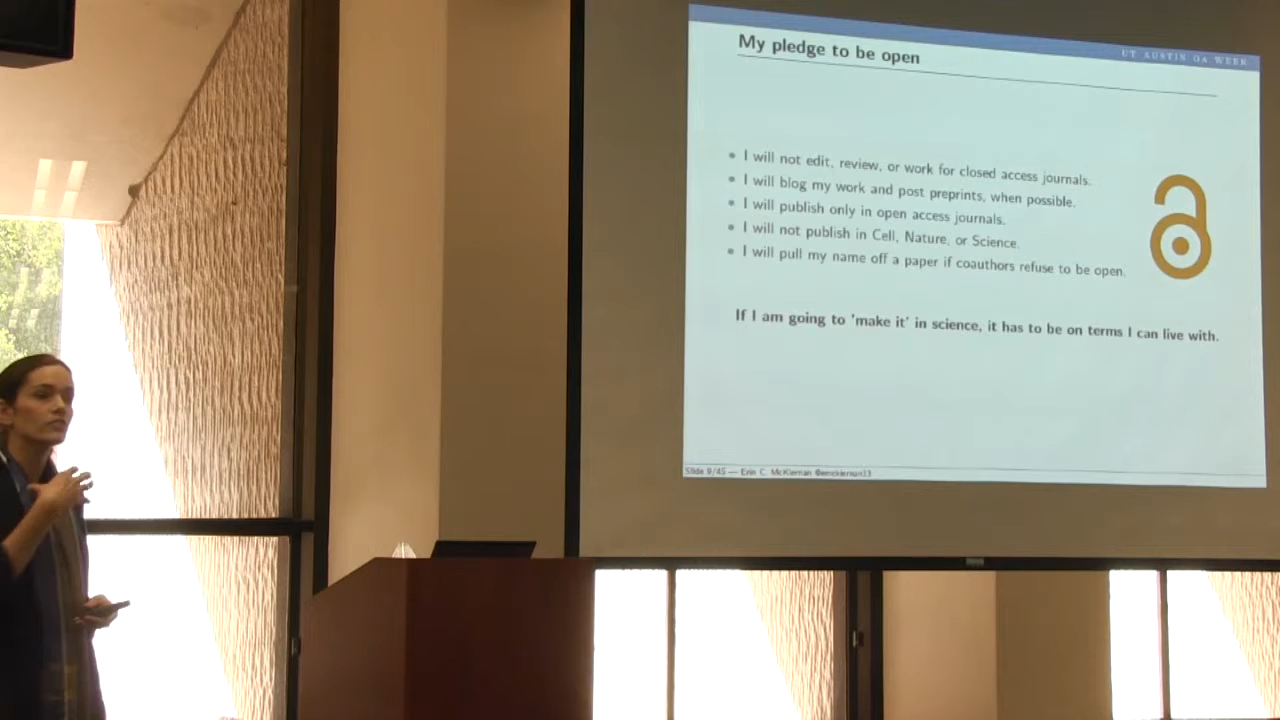 My pledge to be open
UT AUSTIN OA WEEK
I will not edit, review, or work for closed access journals.
I will blog my work and post preprints, when possible.
I will publish only in open access journals.
I will not publish in Cell, Nature, or Science.
I will pull my name off a paper if coauthors refuse to be open.
If I am going to 'make it' in science, it has to be on terms I can live with.
Slide 9/45 — Erin C. McKiernan @emckiernan13